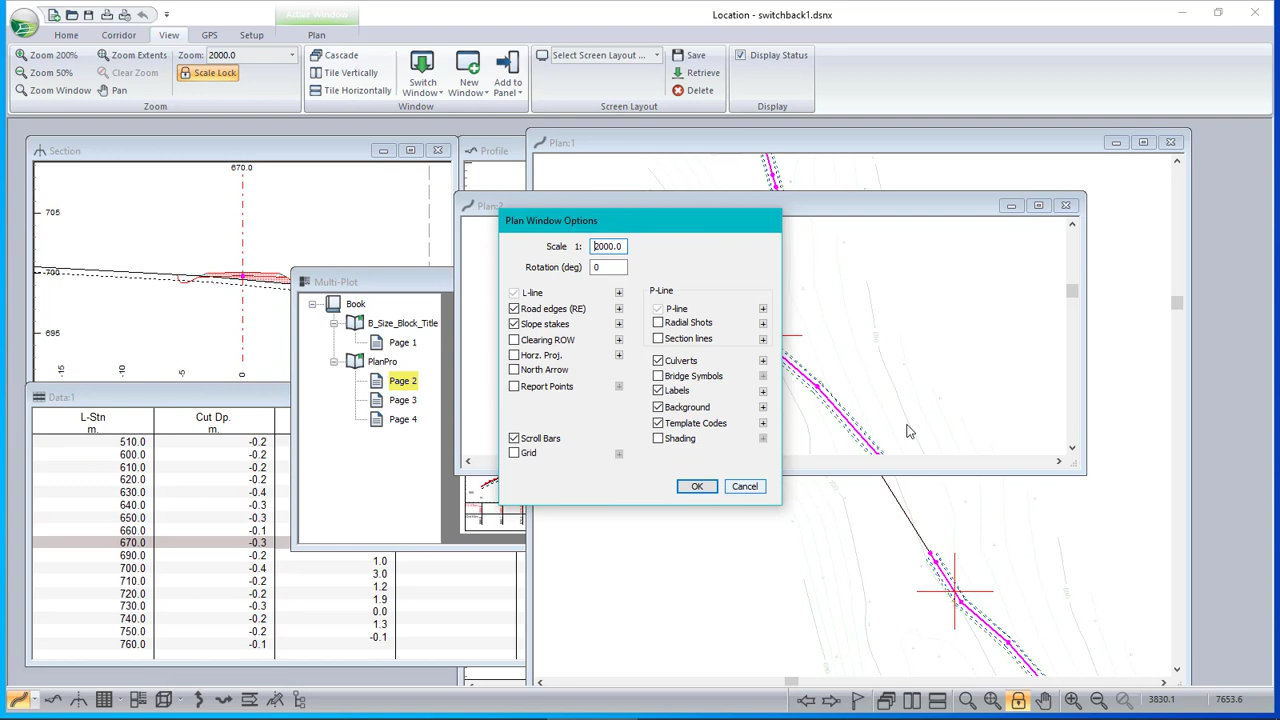 Active Window
Location - switchback1.dsnx
Home Corridor View GPS Setup Plan
Zoom 200% Zoom Extents Zoom: 2000.0
Zoom 50% Clear Zoom Scale Lock
Zoom Window Pan
Zoom
Cascade
Tile Vertically
Tile Horizontally
Switch Window
New Window
Add to Panel
Window
Select Screen Layout ...
Save
Retrieve
Delete
Screen Layout
Display Status
Display
Section
670.0
705
700
695
-15
-10
-5
0
Profile
Plan:1
Plan:2
Multi-Plot
Book
B_Size_Block_Title
Page 1
PlanPro
Page 2
Page 3
Page 4
Data:1
L-Stn Cut Dp.
m. m.
510.0 -0.2
600.0 -0.2
610.0 -0.2
620.0 -0.2
630.0 -0.4
640.0 -0.3
650.0 -0.3
660.0 -0.1
670.0 -0.3
690.0 -0.2 1.0
700.0 -0.4 3.0
710.0 -0.2 1.2
720.0 -0.3 1.9
730.0 -0.3 0.0
740.0 -0.2 1.3
750.0 -0.2 -0.1
760.0 -0.1
Plan Window Options
Scale 1: 2000.0
Rotation (deg) 0
L-line
Road edges (RE)
Slope stakes
Clearing ROW
Horz. Proj.
North Arrow
Report Points
Scroll Bars
Grid
P-Line
P-line
Radial Shots
Section lines
Culverts
Bridge Symbols
Labels
Background
Template Codes
Shading
OK Cancel
3830.1 7653.6